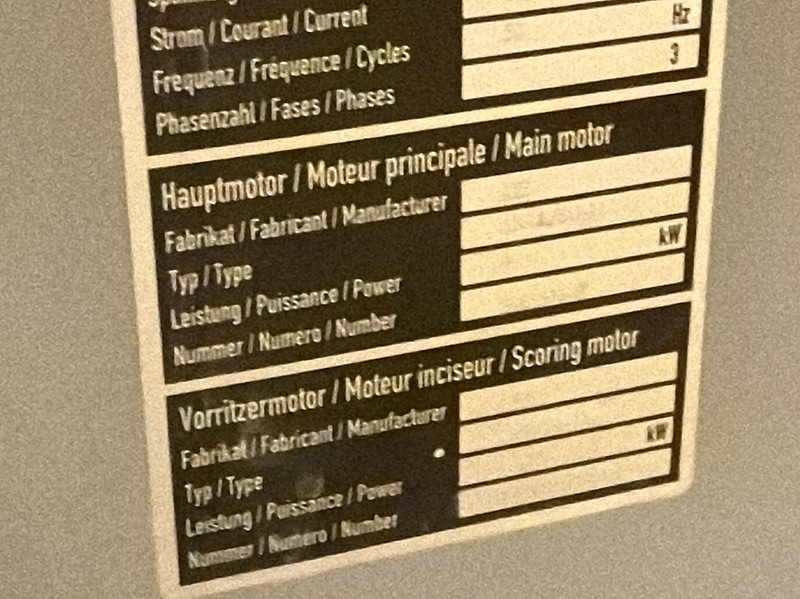 Strom / Courant / Current
Frequenz / Fréquence / Cycles Hz
Phasenzahl / Fases / Phases 3
Hauptmotor / Moteur principale / Main motor
Fabrikat / Fabricant / Manufacturer
Typ / Type
Leistung / Puissance / Power kW
Nummer / Numéro / Number
Vorritzermotor / Moteur inciseur / Scoring motor
Fabrikat / Fabricant / Manufacturer
Typ / Type
Leistung / Puissance / Power kW
Nummer / Numéro / Number